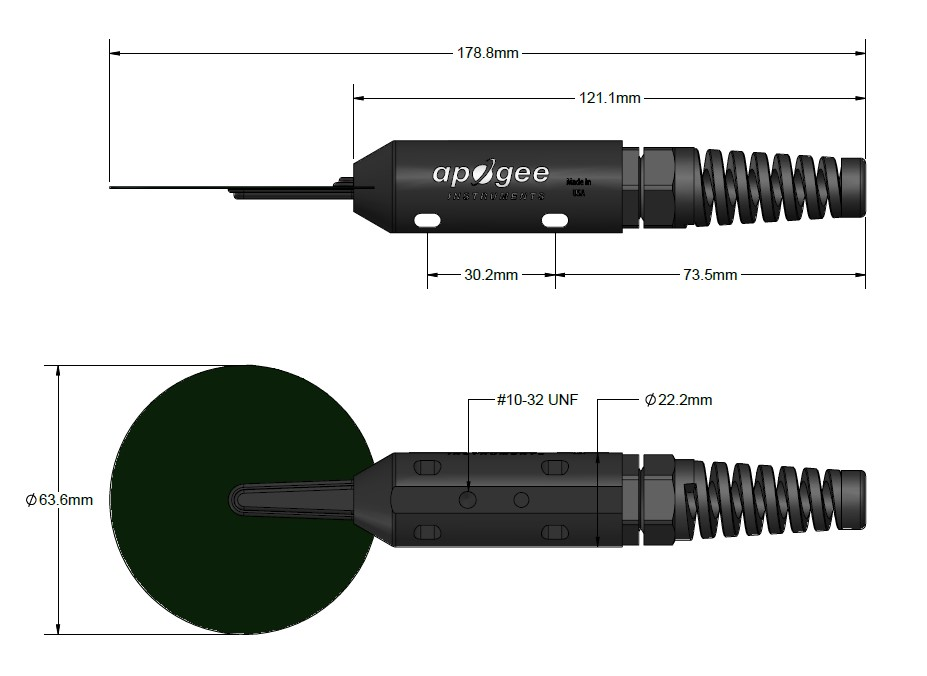 178.8mm
121.1mm
apogee
INSTRUMENTS
Made in
USA
30.2mm
73.5mm
#10-32 UNF
Ø22.2mm
Ø63.6mm